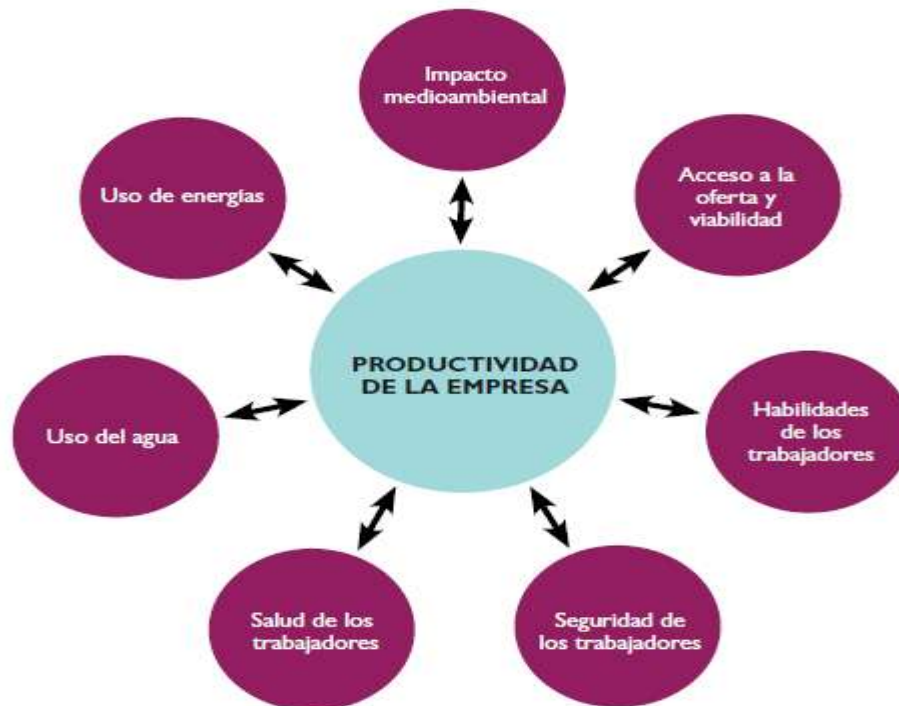 Impacto
medioambiental
Acceso a la
oferta y
viabilidad
Uso de energías
PRODUCTIVIDAD
DE LA EMPRESA
Habilidades
de los
trabajadores
Uso del agua
Salud de los
trabajadores
Seguridad de
los trabajadores